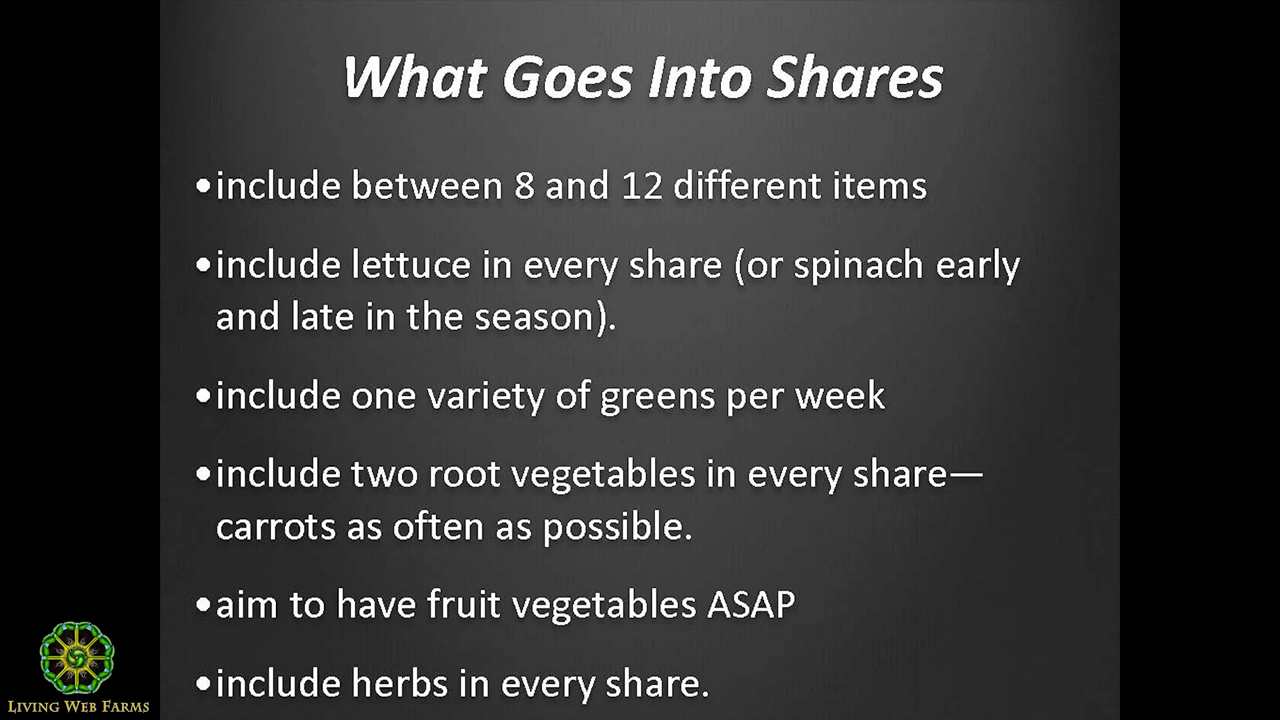 What Goes Into Shares
•include between 8 and 12 different items
•include lettuce in every share (or spinach early
and late in the season).
•include one variety of greens per week
•include two root vegetables in every share—
carrots as often as possible.
•aim to have fruit vegetables ASAP
•include herbs in every share.
LIVING WEB FARMS